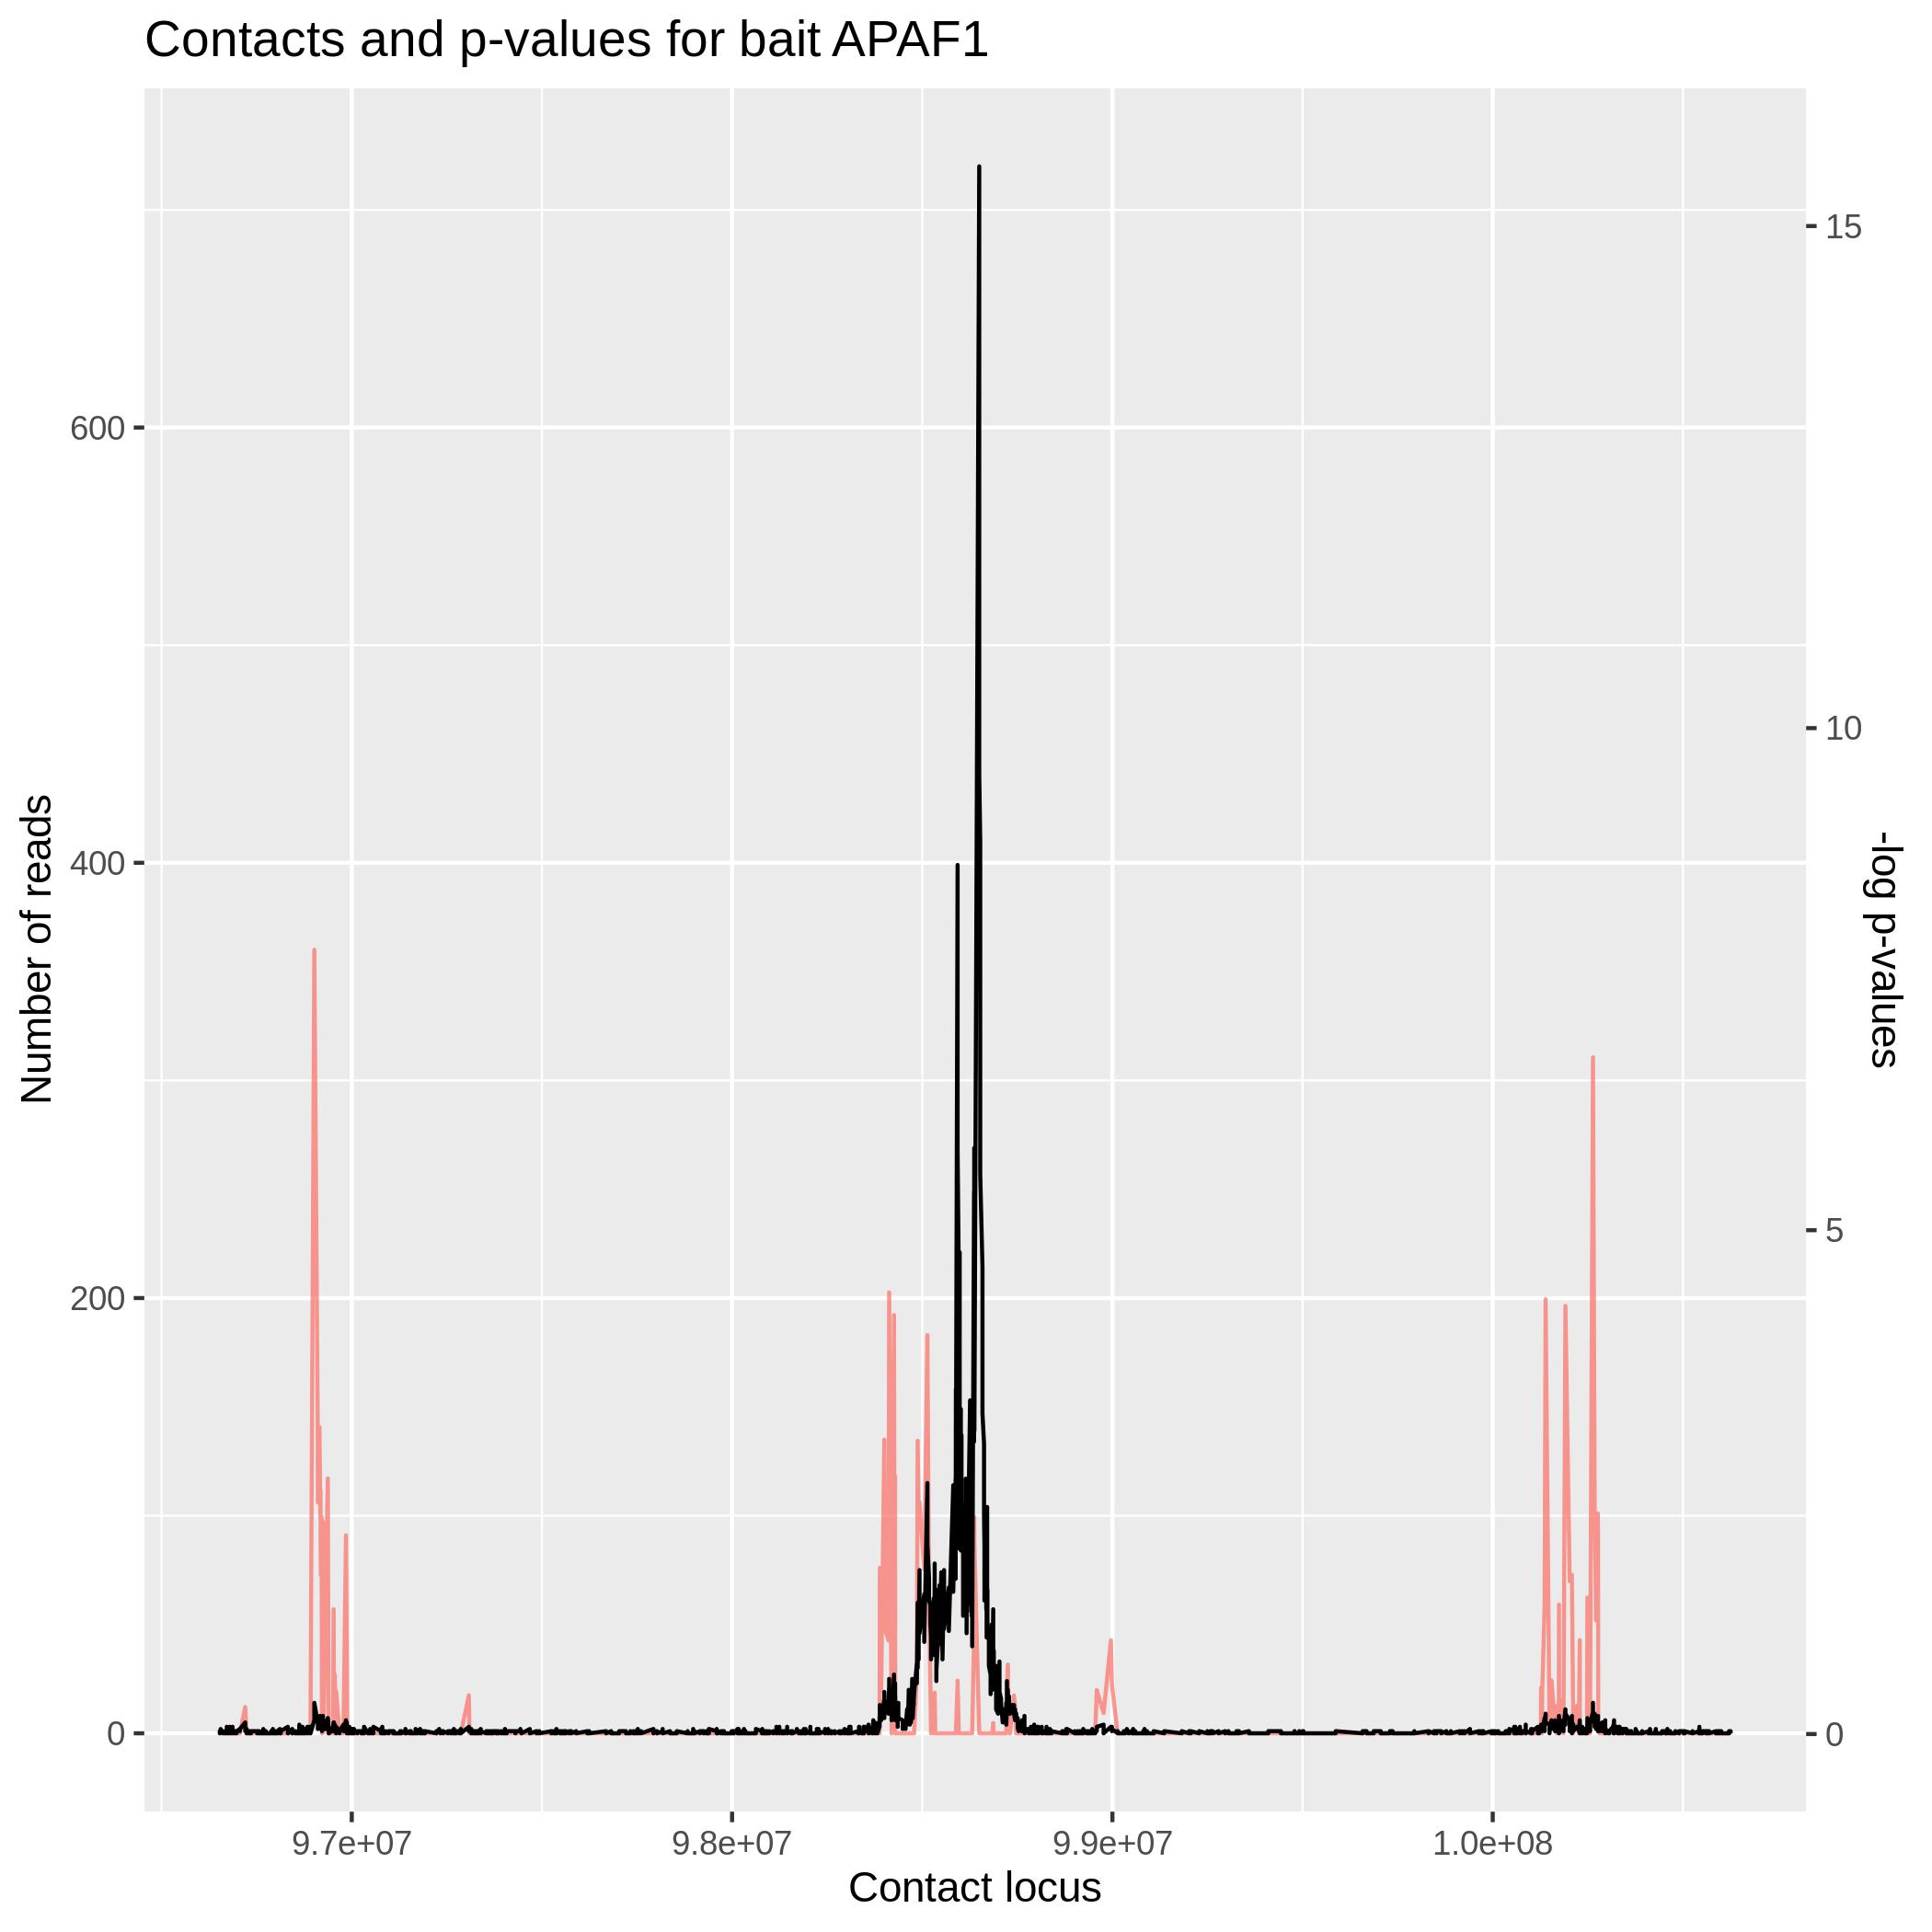 Contacts and p-values for bait APAF1
Number of reads
600
400
200
0
15
10
5
0
-log p-values
9.7e+07
9.8e+07
9.9e+07
1.0e+08
Contact locus